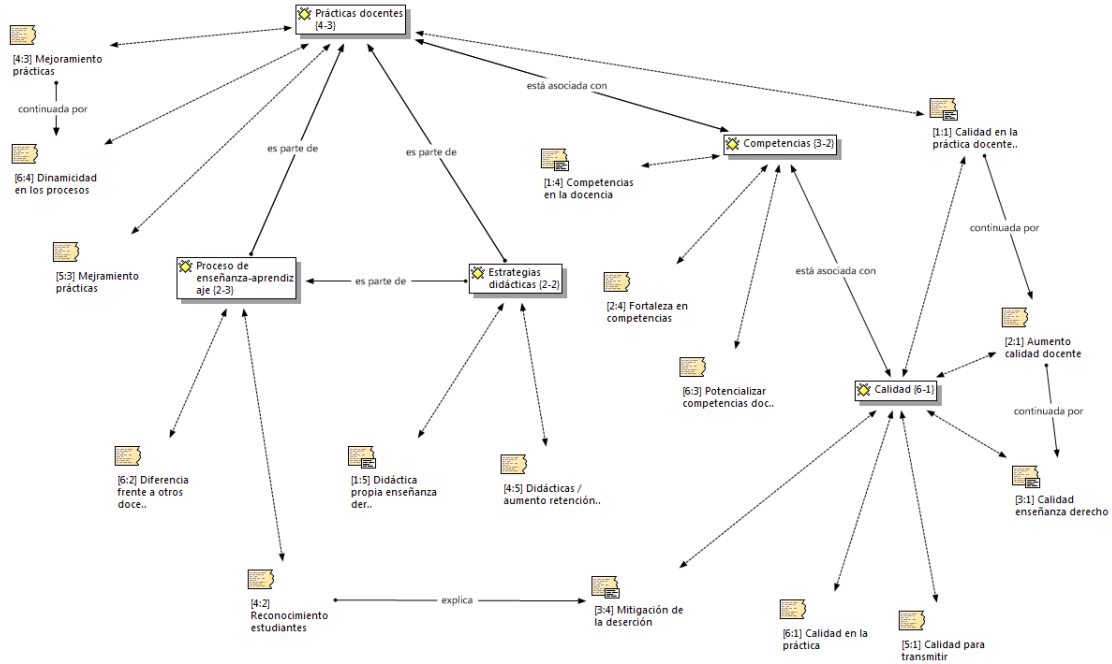 Prácticas docentes
{4-3}
[4:3] Mejoramiento
prácticas
continuada por
[6:4] Dinamicidad
en los procesos
[5:3] Mejramiento
prácticas
es parte de
es parte de
está asociada con
Competencias {3-2}
[1:1] Calidad en la
práctica docente..
[1:4] Competencias
en la docencia
continuada por
Proceso de
enseñanza-aprendiz
aje {2-3}
es parte de
Estrategias
didácticas {2-2}
está asociada con
[2:4] Fortaleza en
competencias
[2:1] Aumento
calidad docente
[6:3] Potencializar
competencias doc..
Calidad {6-1}
continuada por
[6:2] Diferencia
frente a otros
doce..
[1:5] Didáctica
propia enseñanza
der..
[4:5] Didácticas /
aumento retención..
[3:1] Calidad
enseñanza derecho
[4:2]
Reconocimiento
estudiantes
explica
[3:4] Mitigación de
la deserción
[6:1] Calidad en la
práctica
[5:1] Calidad para
transmitir